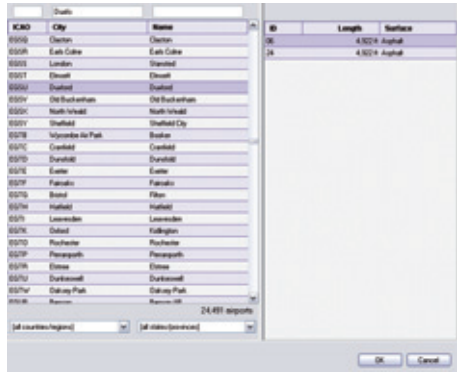 Duxfo
ICAO City Name
EGSQ Clacton Clacton
EGSR Earls Colne Earls Colne
EGSS London Stansted
EGST Elmsett Elmsett
EGSU Duxford Duxford
EGSV Old Buckenham Old Buckenham
EGSX North Weald North Weald
EGSY Sheffield Sheffield City
EGTB Wycombe Air Park Booker
EGTC Cranfield Cranfield
EGTD Dunsfold Dunsfold
EGTE Exeter Exeter
EGTF Fairoaks Fairoaks
EGTG Bristol Filton
EGTH Hatfield Hatfield
EGTI Leavesden Leavesden
EGTK Oxford Kidlington
EGTO Rochester Rochester
EGTP Perranporth Perranporth
EGTR Elstree Elstree
EGTU Dunkeswell Dunkeswell
EGTW Oaksey Park Oaksey Park
24,491 airports
[all countries/regions] [all states/provinces]
ID Length Surface
06 4,922 ft Asphalt
24 4,922 ft Asphalt
OK Cancel